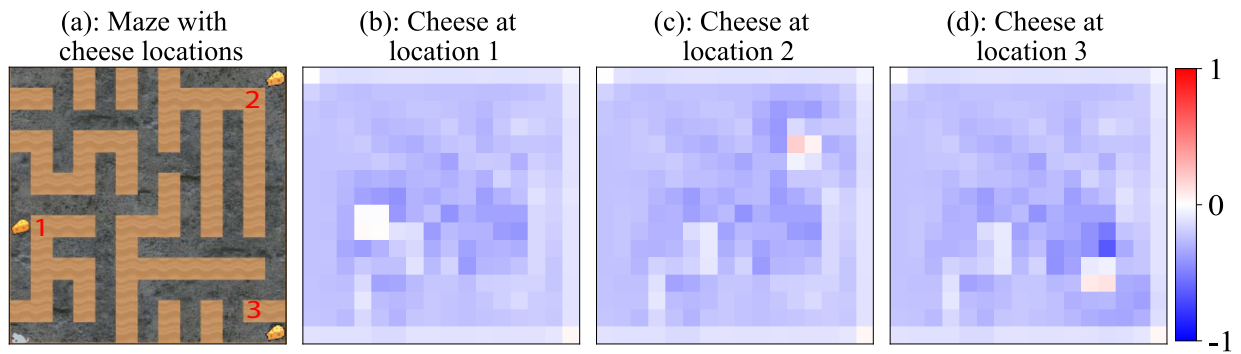 (a): Maze with
cheese locations
(b): Cheese at
location 1
(c): Cheese at
location 2
(d): Cheese at
location 3
2
1
3
1
0
-1